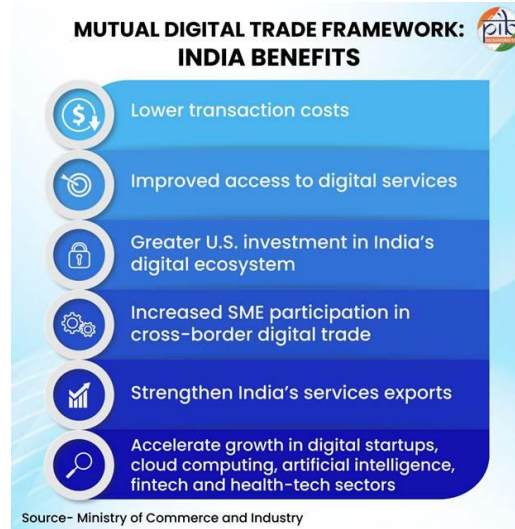 MUTUAL DIGITAL TRADE FRAMEWORK:
INDIA BENEFITS
pib
Lower transaction costs
Improved access to digital services
Greater U.S. investment in India's
digital ecosystem
Increased SME participation in
cross-border digital trade
Strengthen India's services exports
Accelerate growth in digital startups,
cloud computing, artificial intelligence,
fintech and health-tech sectors
Source- Ministry of Commerce and Industry